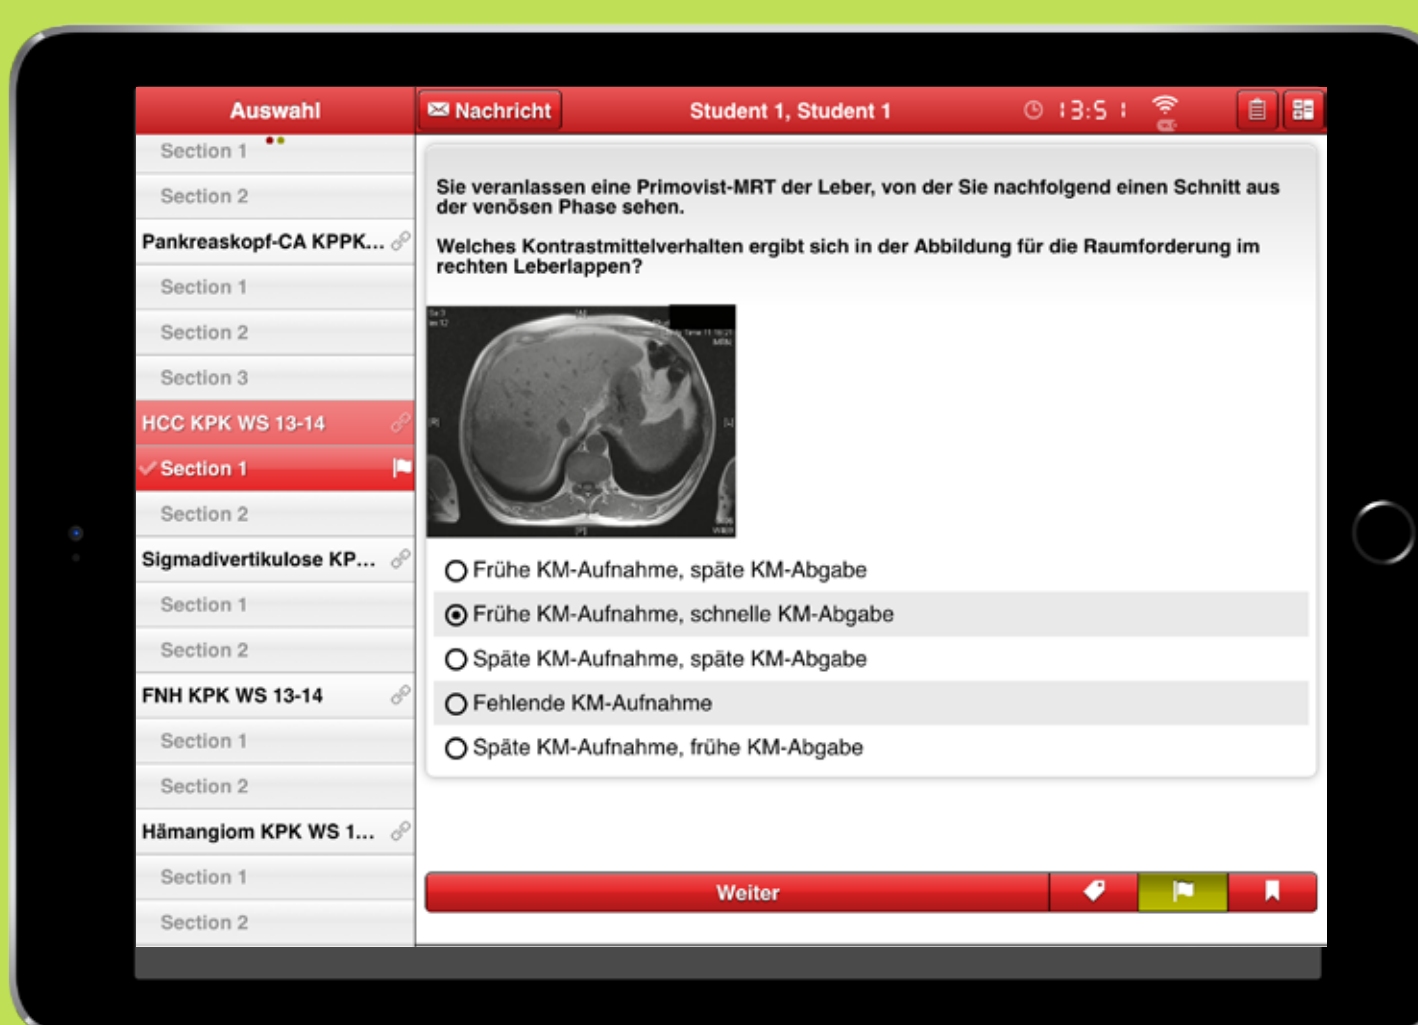 Auswahl
Nachricht
Student 1, Student 1
13:51
Section 1
Section 2
Pankreaskopf-CA KPPK...
Section 1
Section 2
Section 3
HCC KPK WS 13-14
Section 1
Section 2
Sigmadivertikulose KP...
Section 1
Section 2
FNH KPK WS 13-14
Section 1
Section 2
Hämangiom KPK WS 1...
Section 1
Section 2
Sie veranlassen eine Primovist-MRT der Leber, von der Sie nachfolgend einen Schnitt aus
der venösen Phase sehen.
Welches Kontrastmittelverhalten ergibt sich in der Abbildung für die Raumforderung im
rechten Leberlappen?
[A]
MRN
[R]
[L]
[P]
Frühe KM-Aufnahme, späte KM-Abgabe
Frühe KM-Aufnahme, schnelle KM-Abgabe
Späte KM-Aufnahme, späte KM-Abgabe
Fehlende KM-Aufnahme
Späte KM-Aufnahme, frühe KM-Abgabe
Weiter